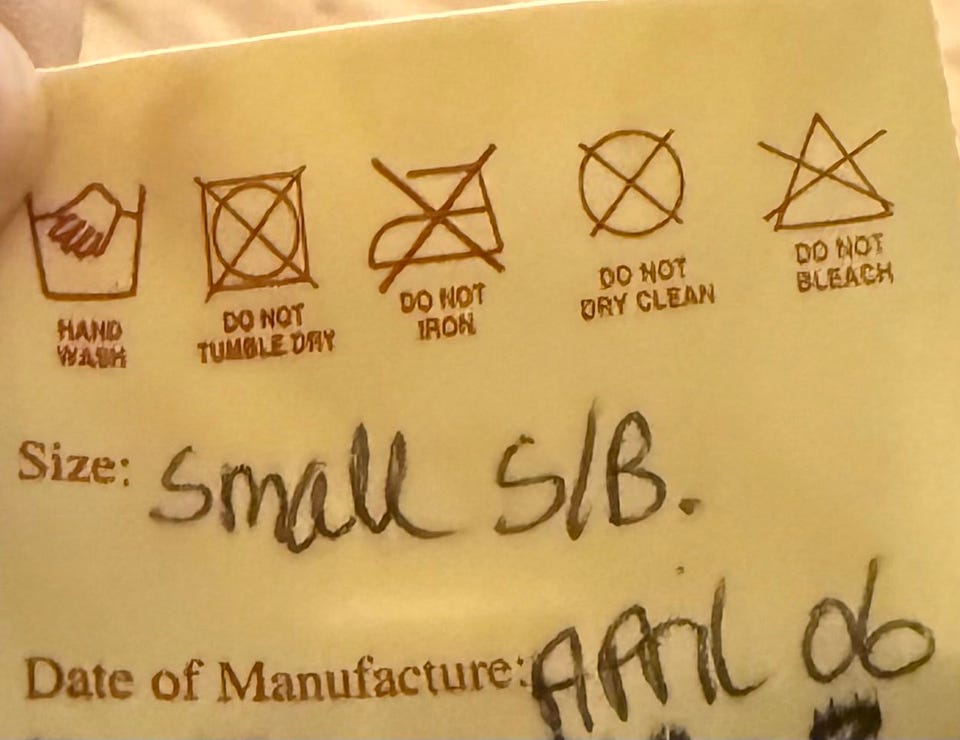 HAND WASH
DO NOT TUMBLE DRY
DO NOT IRON
DO NOT DRY CLEAN
DO NOT BLEACH
Size: Small S/B.
Date of Manufacture: April 06